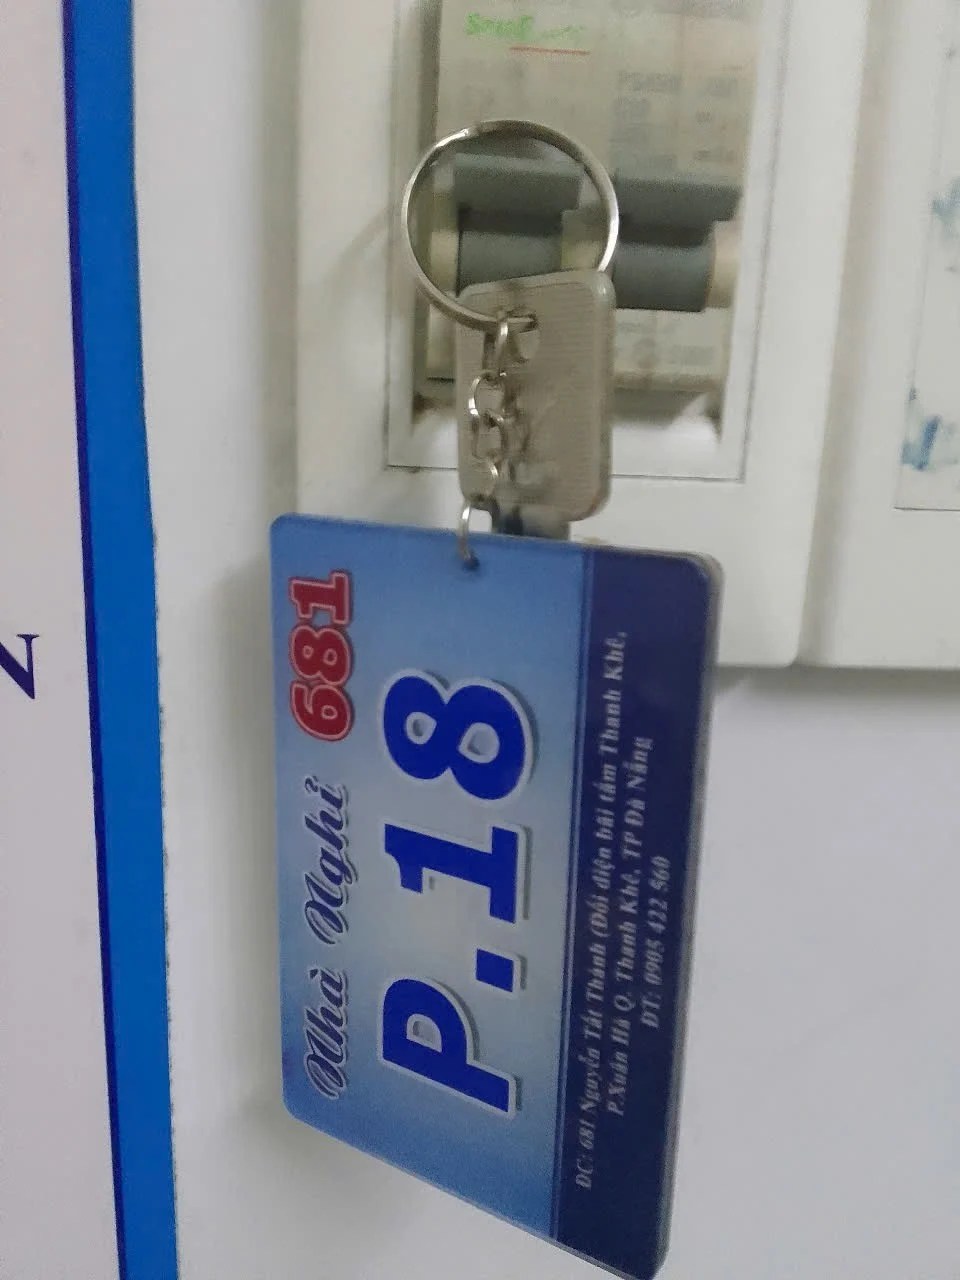 Nhà Nghỉ 681
P.18
ĐC: 681 Nguyễn Tất Thành (Đối diện bãi tắm Thanh Khê,
P.Xuân Hà Q. Thanh Khê, TP Đà Nẵng
ĐT: 0905 422 560
Z